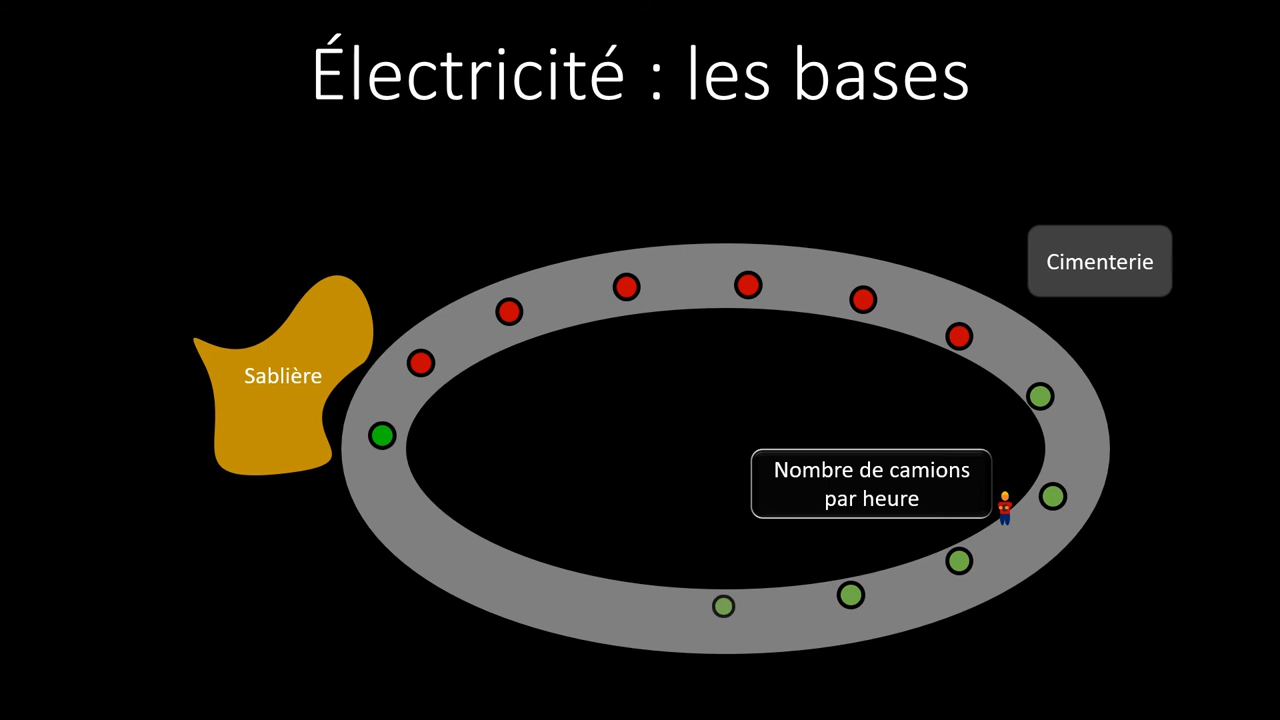 Électricité : les bases
Cimenterie
Sablière
Nombre de camions
par heure